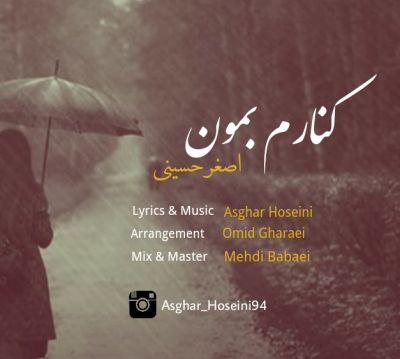 کنارم بمون
اصغر حسینی
Lyrics & Music Asghar Hoseini
Arrangement Omid Gharaei
Mix & Master Mehdi Babaei
Asghar_Hoseini94